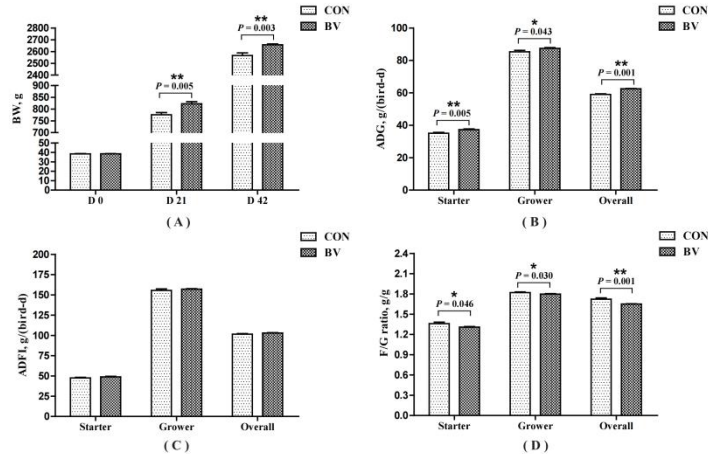 CON
BV
2800
2700
2600
2500
2400
900
850
800
750
700
50
40
30
20
10
0
BW, g
**
P = 0.003
**
P = 0.005
D 0
D 21
D 42
( A )
CON
BV
100
80
60
40
20
0
ADG, g/(bird-d)
*
P = 0.043
**
P = 0.001
**
P = 0.005
Starter
Grower
Overall
( B )
CON
BV
200
150
100
50
0
ADFI, g/(bird-d)
Starter
Grower
Overall
( C )
CON
BV
2.4
2.1
1.8
1.5
1.2
0.9
0.6
0.3
0.0
F/G ratio, g/g
*
P = 0.030
**
P = 0.001
*
P = 0.046
Starter
Grower
Overall
( D )